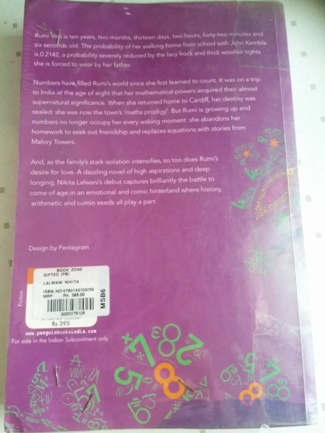 Rumi Vasi is ten years, two months, thirteen days, two hours, forty-two minutes and
six seconds old. The probability of her walking home from school with John Kemble
is 0.2142, a probability severely reduced by the lacy frock and thick woollen tights
she is forced to wear by her father.
Numbers have filled Rumi's world since she first learned to count. It was on a trip
to India at the age of eight that her mathematical powers acquired their almost
supernatural significance. When she returned home to Cardiff, her destiny was
sealed: she was now the town's 'maths prodigy'. But Rumi is growing up and
numbers no longer occupy her every waking moment: she abandons her
homework to seek out friendship and replaces equations with stories from
Malory Towers.
And, as the family's stark isolation intensifies, so too does Rumi's
desire for love. A dazzling novel of high aspirations and deep
longing, Nikita Lalwani's debut captures brilliantly the battle to
come of age in an emotional and comic hinterland where history,
arithmetic and cumin seeds all play a part.
Design by Pentagram
Fiction
BOOK ZONE
GIFTED (PB)
LALWANI NIKITA
MSB6
Rs 395
www.penguinbooksindia.com
For sale in the Indian Subcontinent only